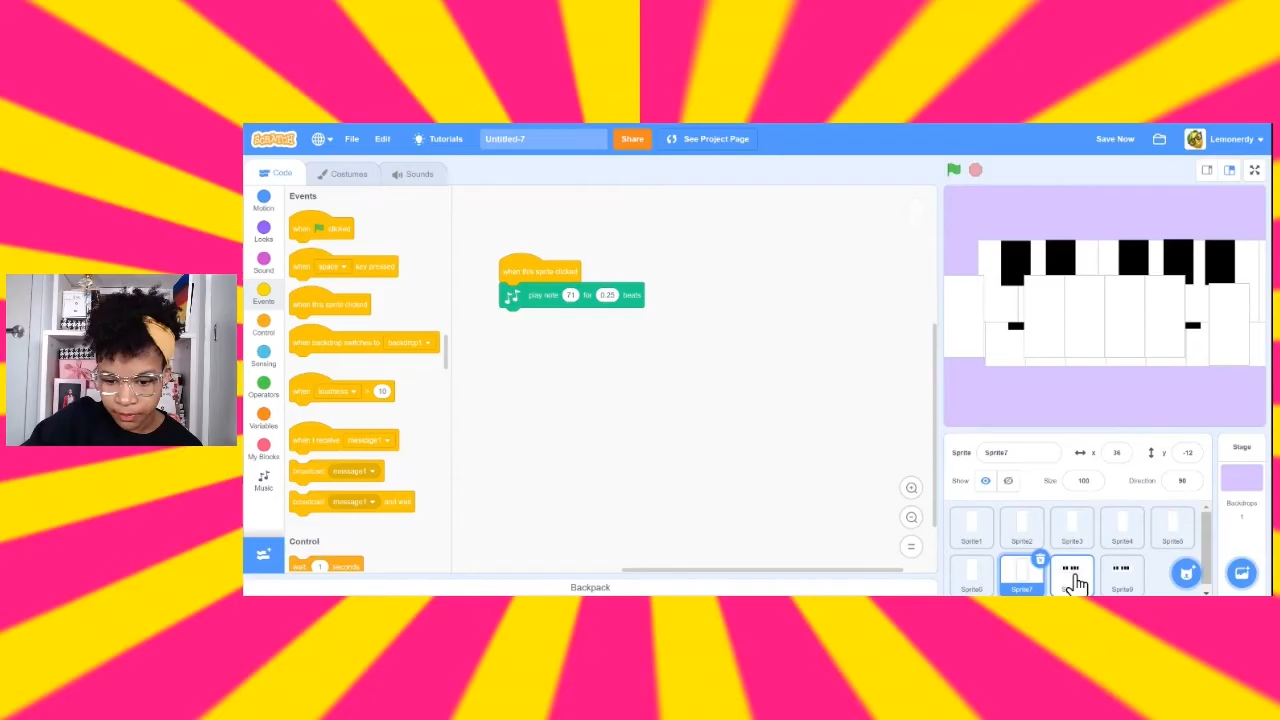 SCRATCH
File
Edit
Tutorials
Untitled-7
Share
See Project Page
Save Now
Lemonerdy
Code
Costumes
Sounds
Motion
Looks
Sound
Events
Control
Sensing
Operators
Variables
My Blocks
Music
Events
when clicked
when space key pressed
when this sprite clicked
when backdrop switches to backdrop1
when loudness > 10
when I receive message1
broadcast message1
broadcast message1 and wait
Control
wait 1 seconds
when this sprite clicked
play note 71 for 0.25 beats
Sprite Sprite7 x 36 y -12
Show Size 100 Direction 90
Stage
Backdrops
1
Sprite1
Sprite2
Sprite3
Sprite4
Sprite5
Sprite6
Sprite7
Sprite9
Backpack